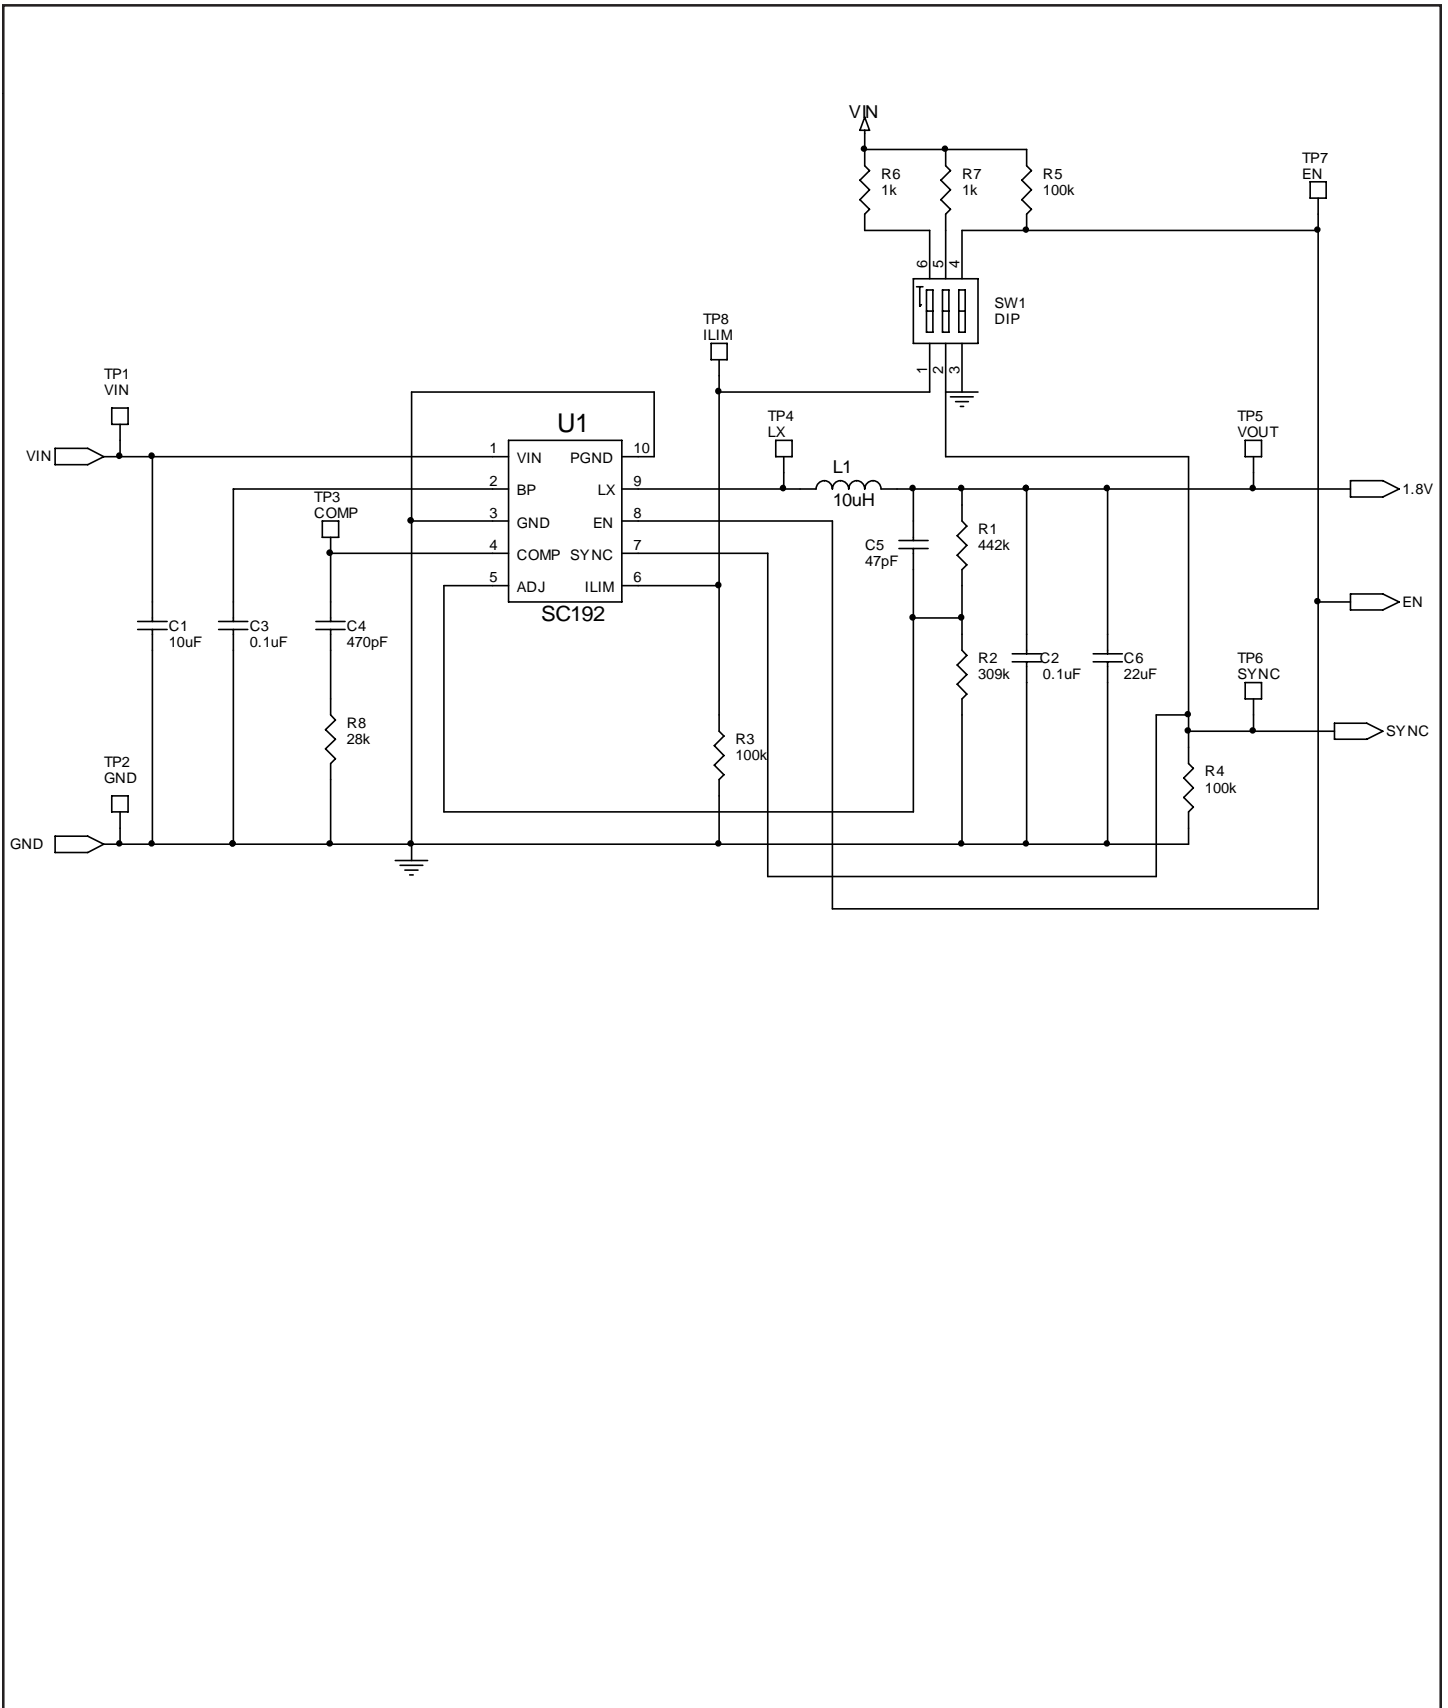 VIN
R6
1k
R7
1k
R5
100k
TP7
EN
6
5
4
SW1
DIP
1
2
3
TP8
ILIM
TP1
VIN
VIN
U1
1
VIN
PGND
10
2
BP
LX
9
3
GND
EN
8
4
COMP
SYNC
7
5
ADJ
ILIM
6
SC192
TP3
COMP
TP4
LX
L1
10uH
TP5
VOUT
1.8V
C5
47pF
R1
442k
EN
C1
10uF
C3
0.1uF
C4
470pF
R2
309k
C2
0.1uF
C6
22uF
TP6
SYNC
SYNC
R8
28k
R3
100k
R4
100k
TP2
GND
GND